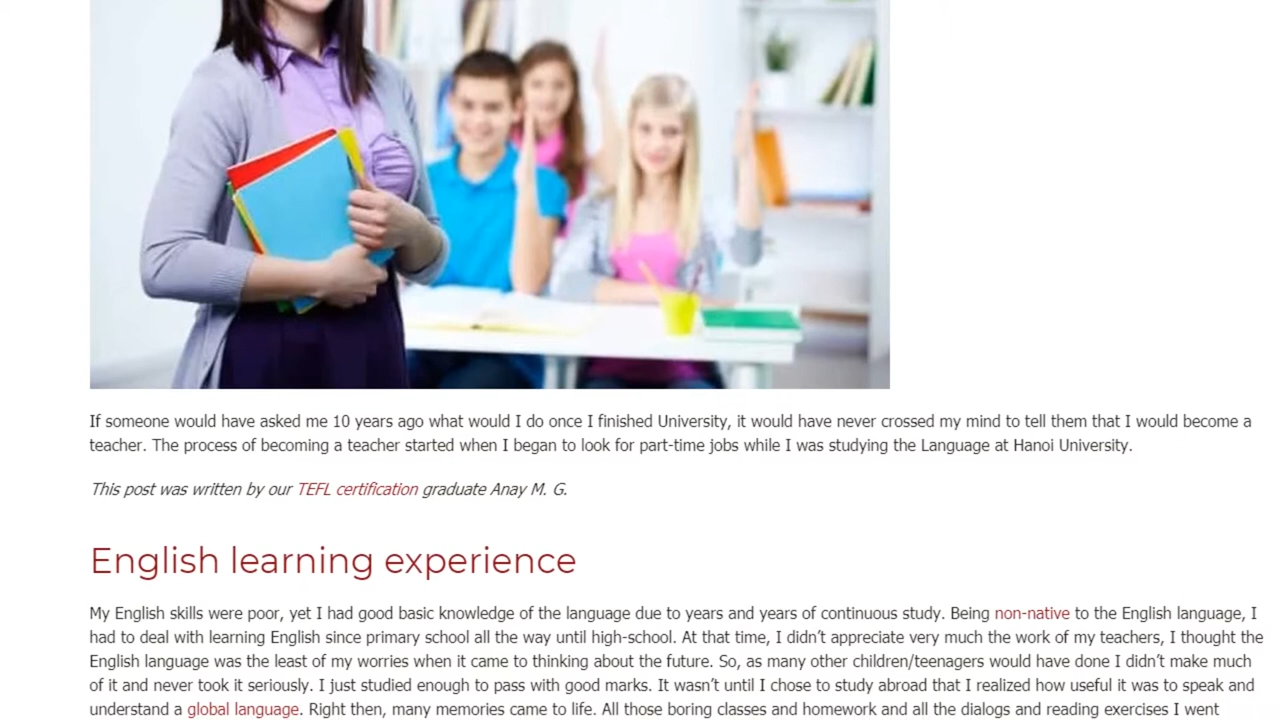 If someone would have asked me 10 years ago what would I do once I finished University, it would have never crossed my mind to tell them that I would become a
teacher. The process of becoming a teacher started when I began to look for part-time jobs while I was studying the Language at Hanoi University.
This post was written by our TEFL certification graduate Anay M. G.
English learning experience
My English skills were poor, yet I had good basic knowledge of the language due to years and years of continuous study. Being non-native to the English language, I
had to deal with learning English since primary school all the way until high-school. At that time, I didn't appreciate very much the work of my teachers, I thought the
English language was the least of my worries when it came to thinking about the future. So, as many other children/teenagers would have done I didn't make much
of it and never took it seriously. I just studied enough to pass with good marks. It wasn't until I chose to study abroad that I realized how useful it was to speak and
understand a global language. Right then, many memories came to life. All those boring classes and homework and all the dialogs and reading exercises I went